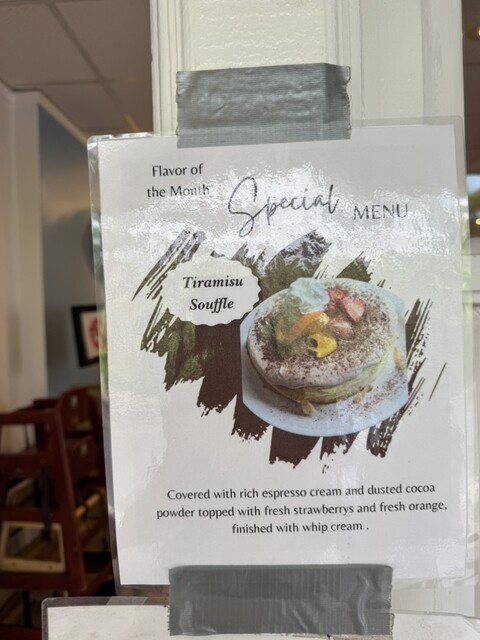 Flavor of
the Month
Special MENU
Tiramisu
Souffle
Covered with rich espresso cream and dusted cocoa
powder topped with fresh strawberrys and fresh orange,
finished with whip cream .